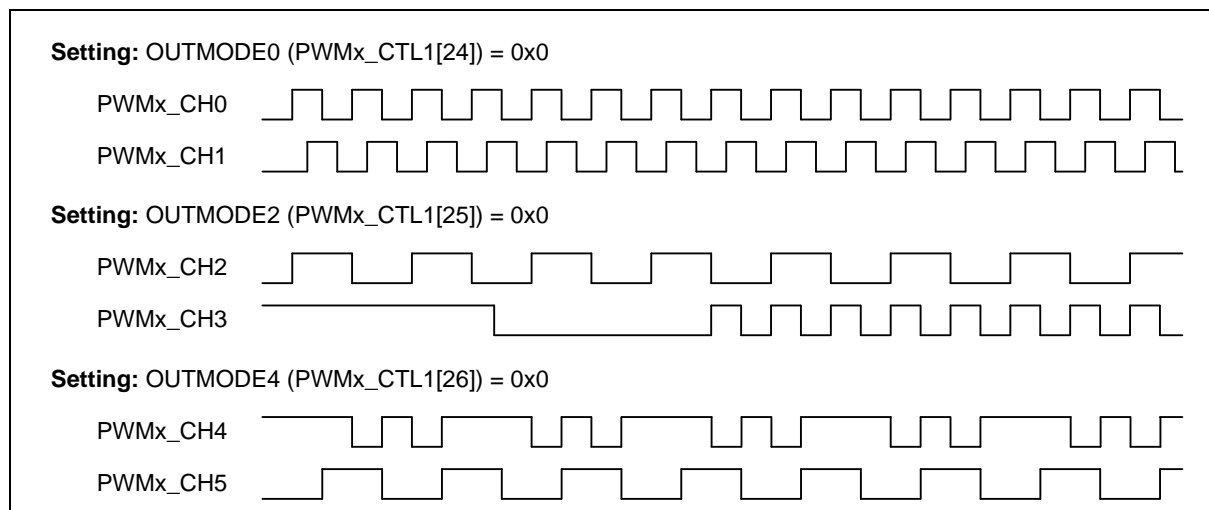 Setting: OUTMODE0 (PWMx_CTL1[24]) = 0x0
PWMx_CH0
PWMx_CH1
Setting: OUTMODE2 (PWMx_CTL1[25]) = 0x0
PWMx_CH2
PWMx_CH3
Setting: OUTMODE4 (PWMx_CTL1[26]) = 0x0
PWMx_CH4
PWMx_CH5